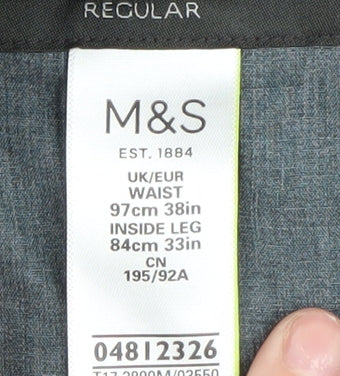 REGULAR
M&S
EST. 1884
UK/EUR
WAIST
97cm 38in
INSIDE LEG
84cm 33in
CN
195/92A
04812326